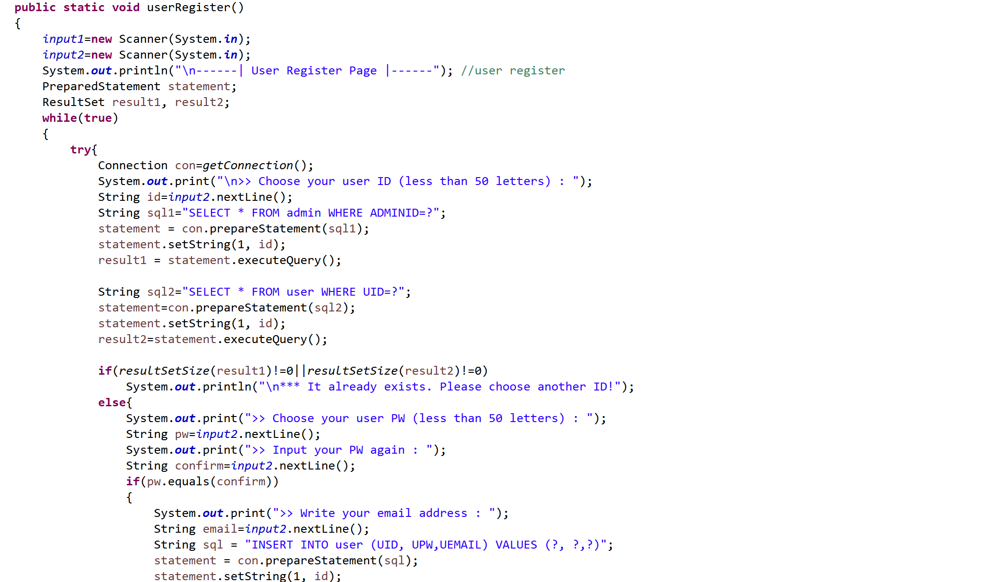 public static void userRegister()
{
    input1=new Scanner(System.in);
    input2=new Scanner(System.in);
    System.out.println("\n------| User Register Page |------"); //user register
    PreparedStatement statement;
    ResultSet result1, result2;
    while(true)
    {
        try{
            Connection con=getConnection();
            System.out.print("\n>> Choose your user ID (less than 50 letters) : ");
            String id=input2.nextLine();
            String sql1="SELECT * FROM admin WHERE ADMINID=?";
            statement = con.prepareStatement(sql1);
            statement.setString(1, id);
            result1 = statement.executeQuery();

            String sql2="SELECT * FROM user WHERE UID=?";
            statement=con.prepareStatement(sql2);
            statement.setString(1, id);
            result2=statement.executeQuery();

            if(resultSetSize(result1)!=0||resultSetSize(result2)!=0)
                System.out.println("\n*** It already exists. Please choose another ID!");
            else{
                System.out.print(">> Choose your user PW (less than 50 letters) : ");
                String pw=input2.nextLine();
                System.out.print(">> Input your PW again : ");
                String confirm=input2.nextLine();
                if(pw.equals(confirm))
                {
                    System.out.print(">> Write your email address : ");
                    String email=input2.nextLine();
                    String sql = "INSERT INTO user (UID, UPW,UEMAIL) VALUES (?, ?,?)";
                    statement = con.prepareStatement(sql);
                    statement.setString(1, id);